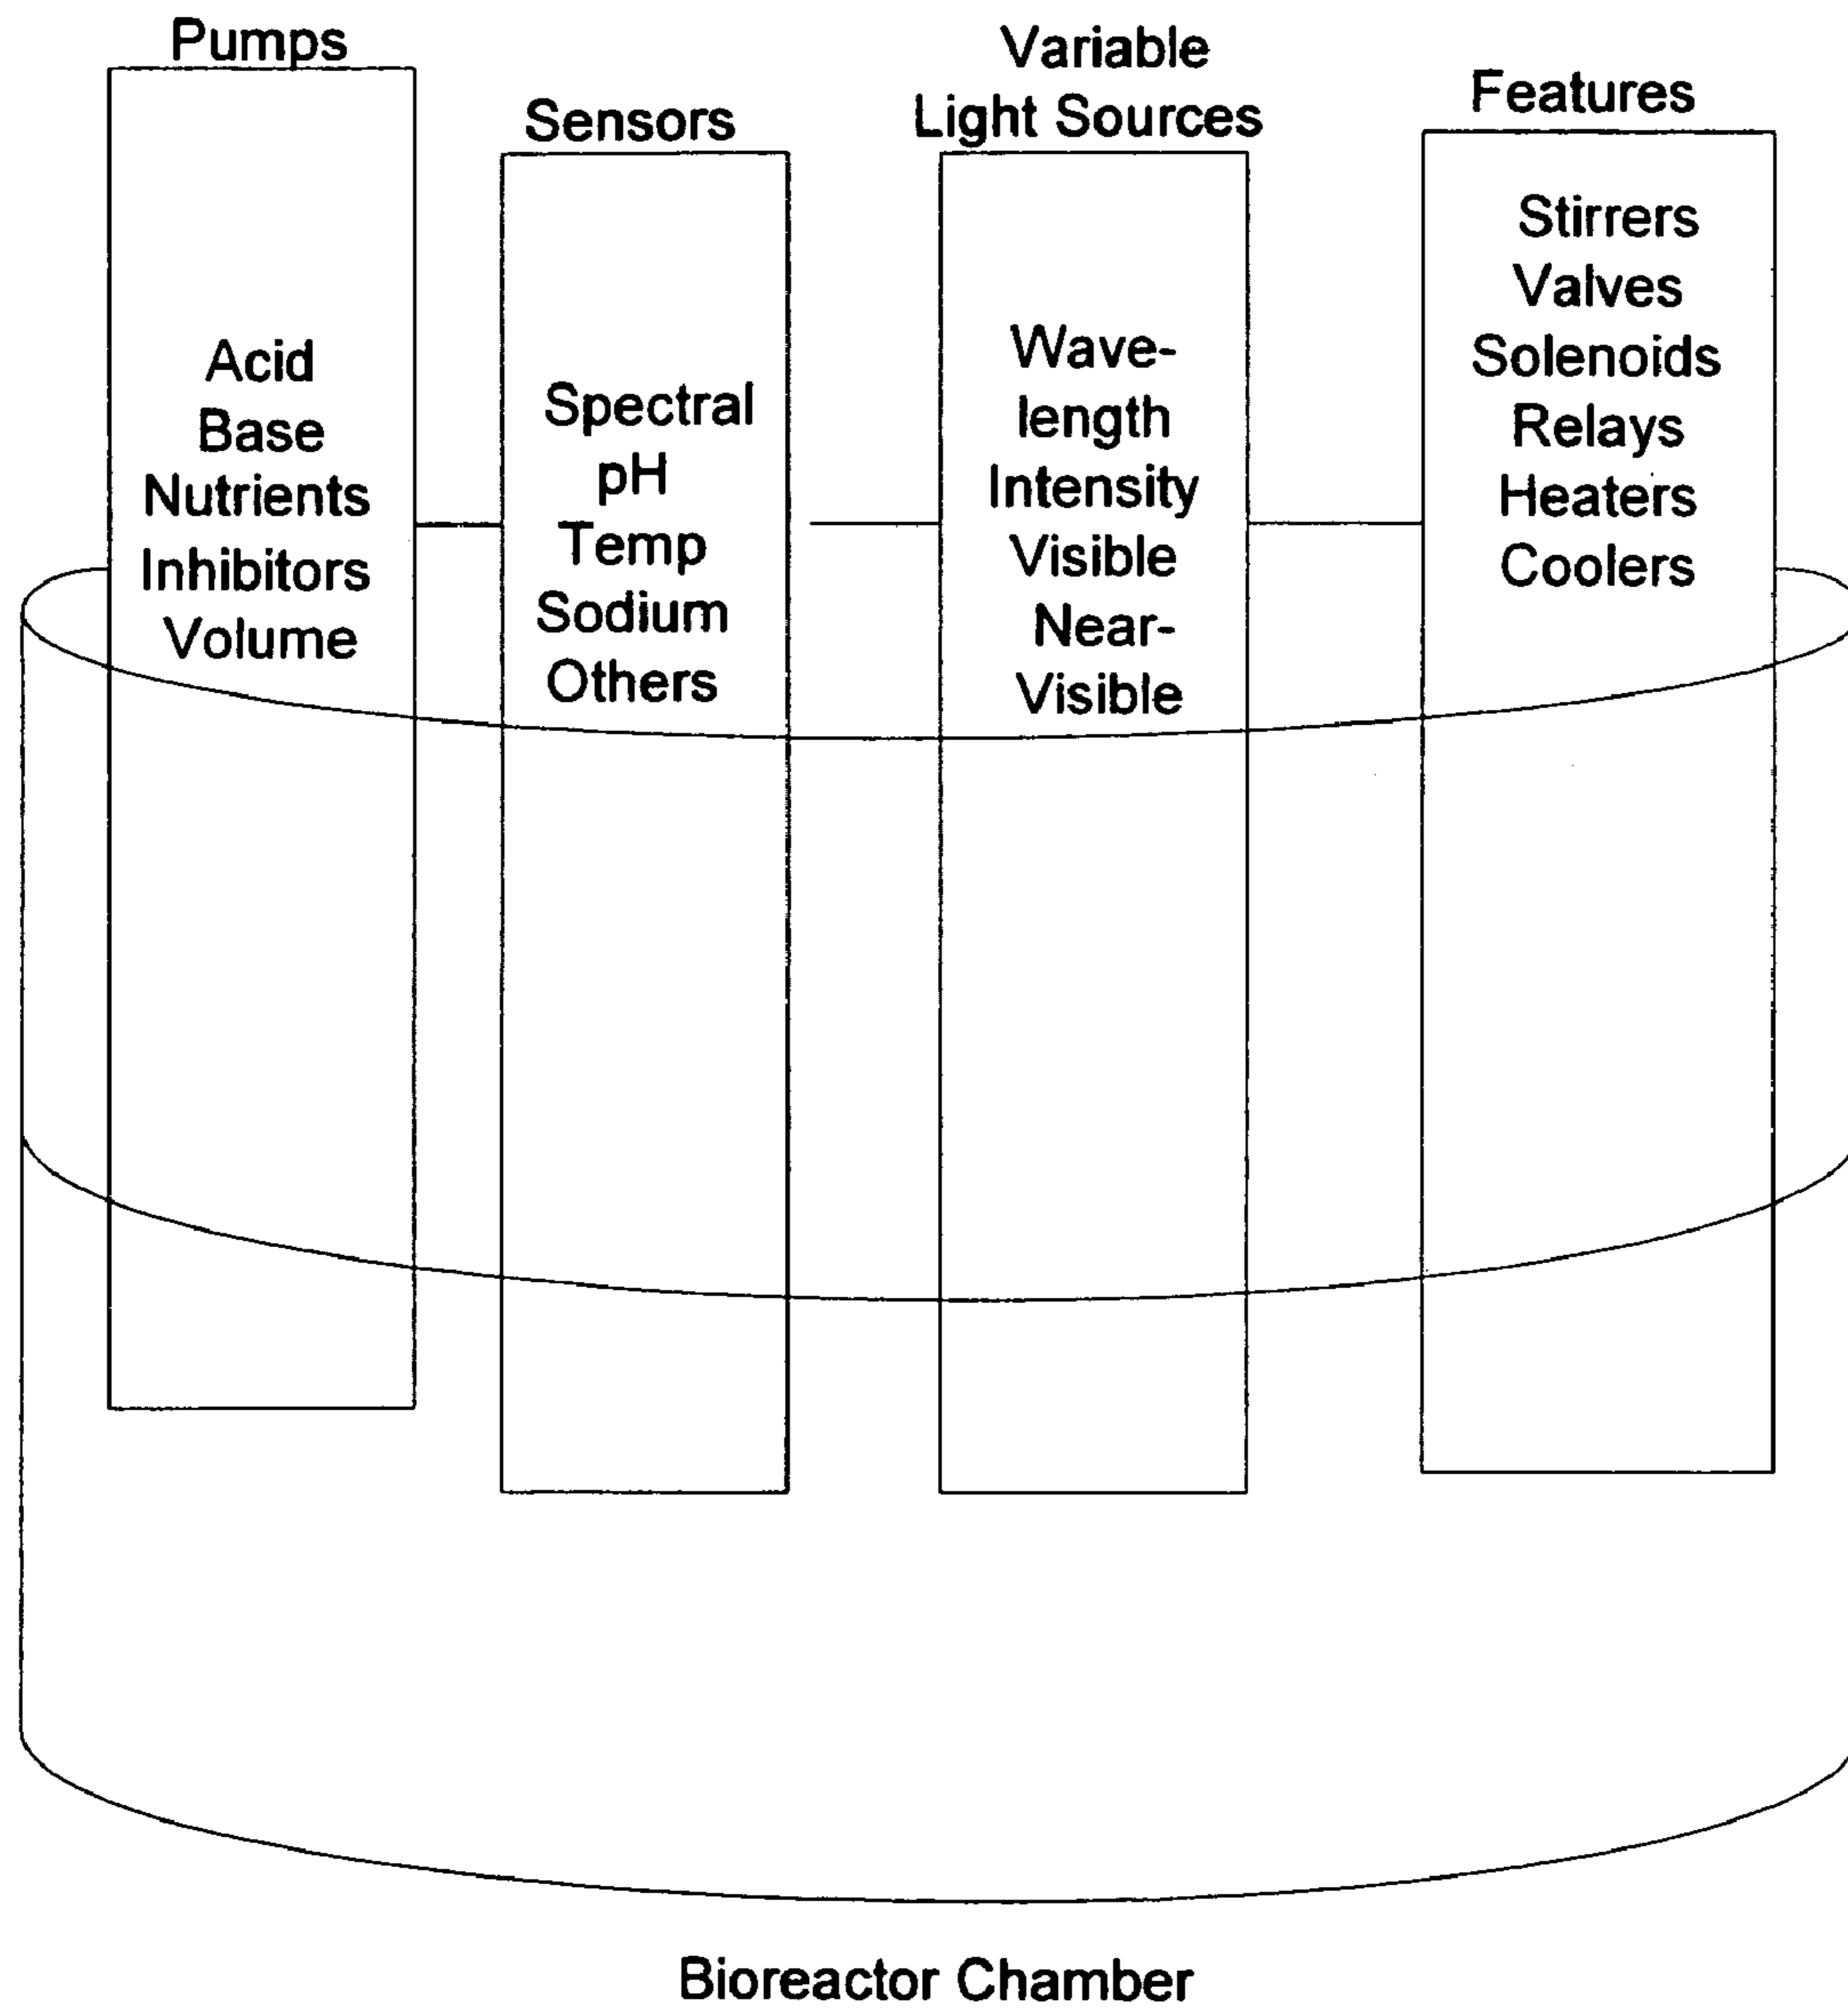 Pumps
Acid
Base
Nutrients
Inhibitors
Volume
Sensors
Spectral
pH
Temp
Sodium
Others
Variable
Light Sources
Wave-
length
Intensity
Visible
Near-
Visible
Features
Stirrers
Valves
Solenoids
Relays
Heaters
Coolers
Bioreactor Chamber